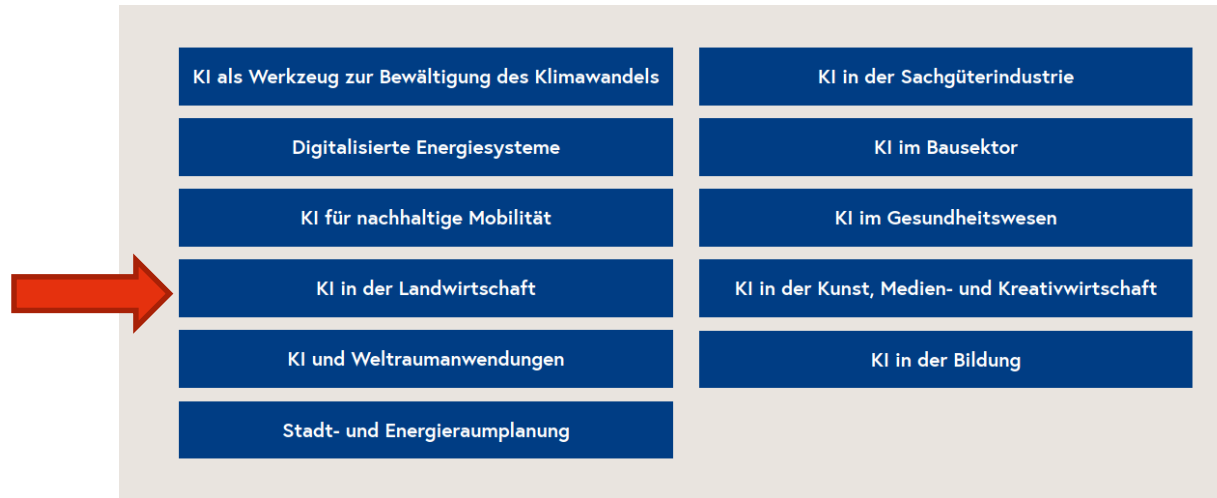 KI als Werkzeug zur Bewältigung des Klimawandels
KI in der Sachgüterindustrie
Digitalisierte Energiesysteme
KI im Bausektor
KI für nachhaltige Mobilität
KI im Gesundheitswesen
KI in der Landwirtschaft
KI in der Kunst, Medien- und Kreativwirtschaft
KI und Weltraumanwendungen
KI in der Bildung
Stadt- und Energieraumplanung